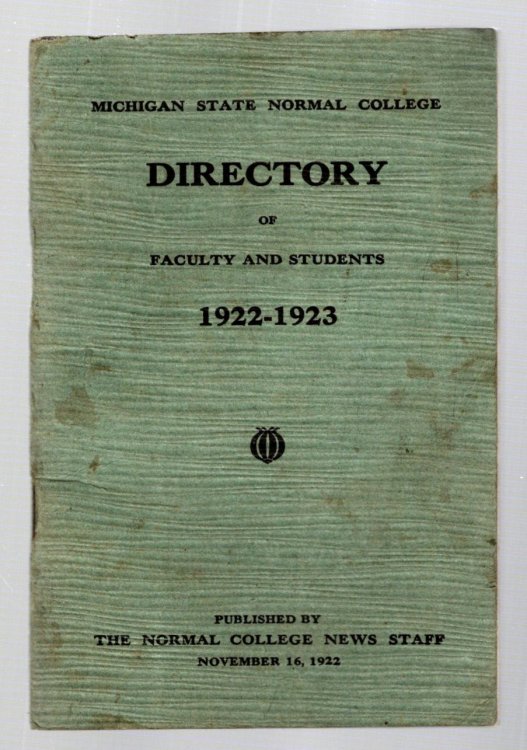 MICHIGAN STATE NORMAL COLLEGE
DIRECTORY
OF
FACULTY AND STUDENTS
1922-1923
PUBLISHED BY
THE NORMAL COLLEGE NEWS STAFF
NOVEMBER 16, 1922